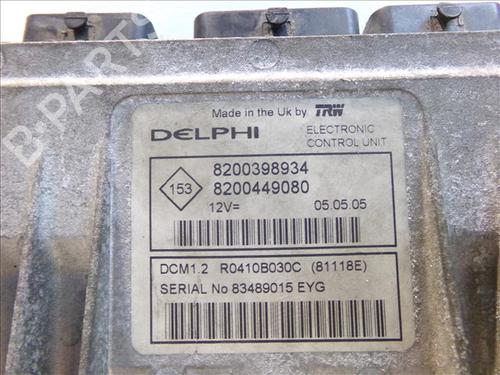 Made in the Uk by TRW
DELPHI
ELECTRONIC
CONTROL UNIT
153
8200398934
8200449080
12V= 05.05.05
DCM1.2 R0410B030C (81118E)
SERIAL No 83489015 EYG
B-PARTS